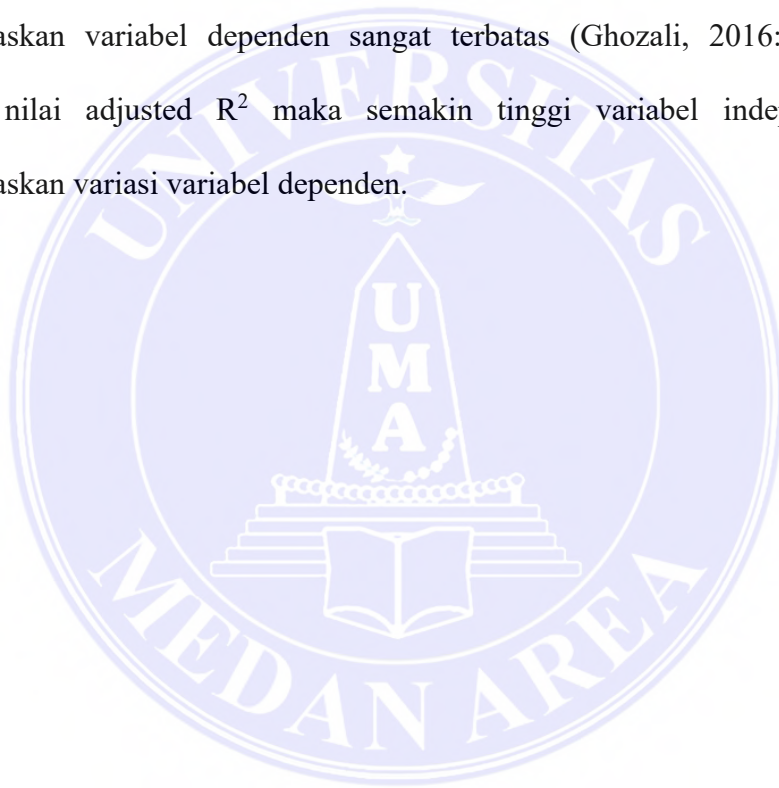 askan variabel dependen sangat terbatas (Ghozali, 2016:
nilai adjusted R² maka semakin tinggi variabel inde
askan variasi variabel dependen.
UNIVERSITAS
UMA
MEDAN AREA